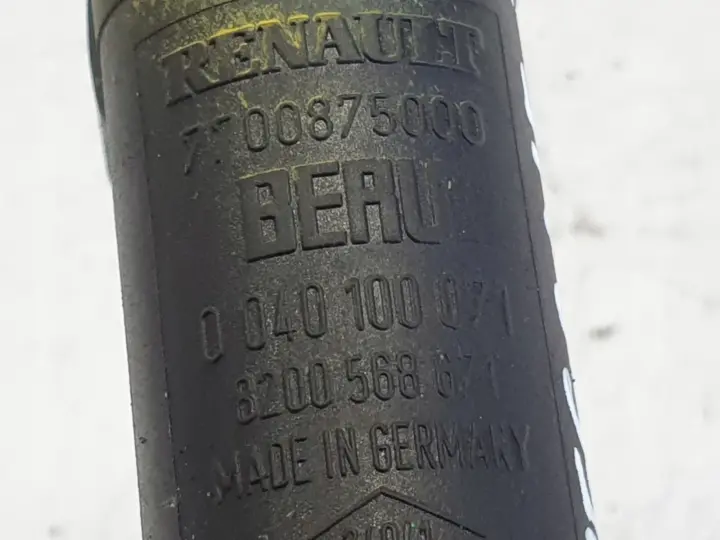 RENAULT
7700875000
BERU
0 040 100 071
8200 568 671
MADE IN GERMANY